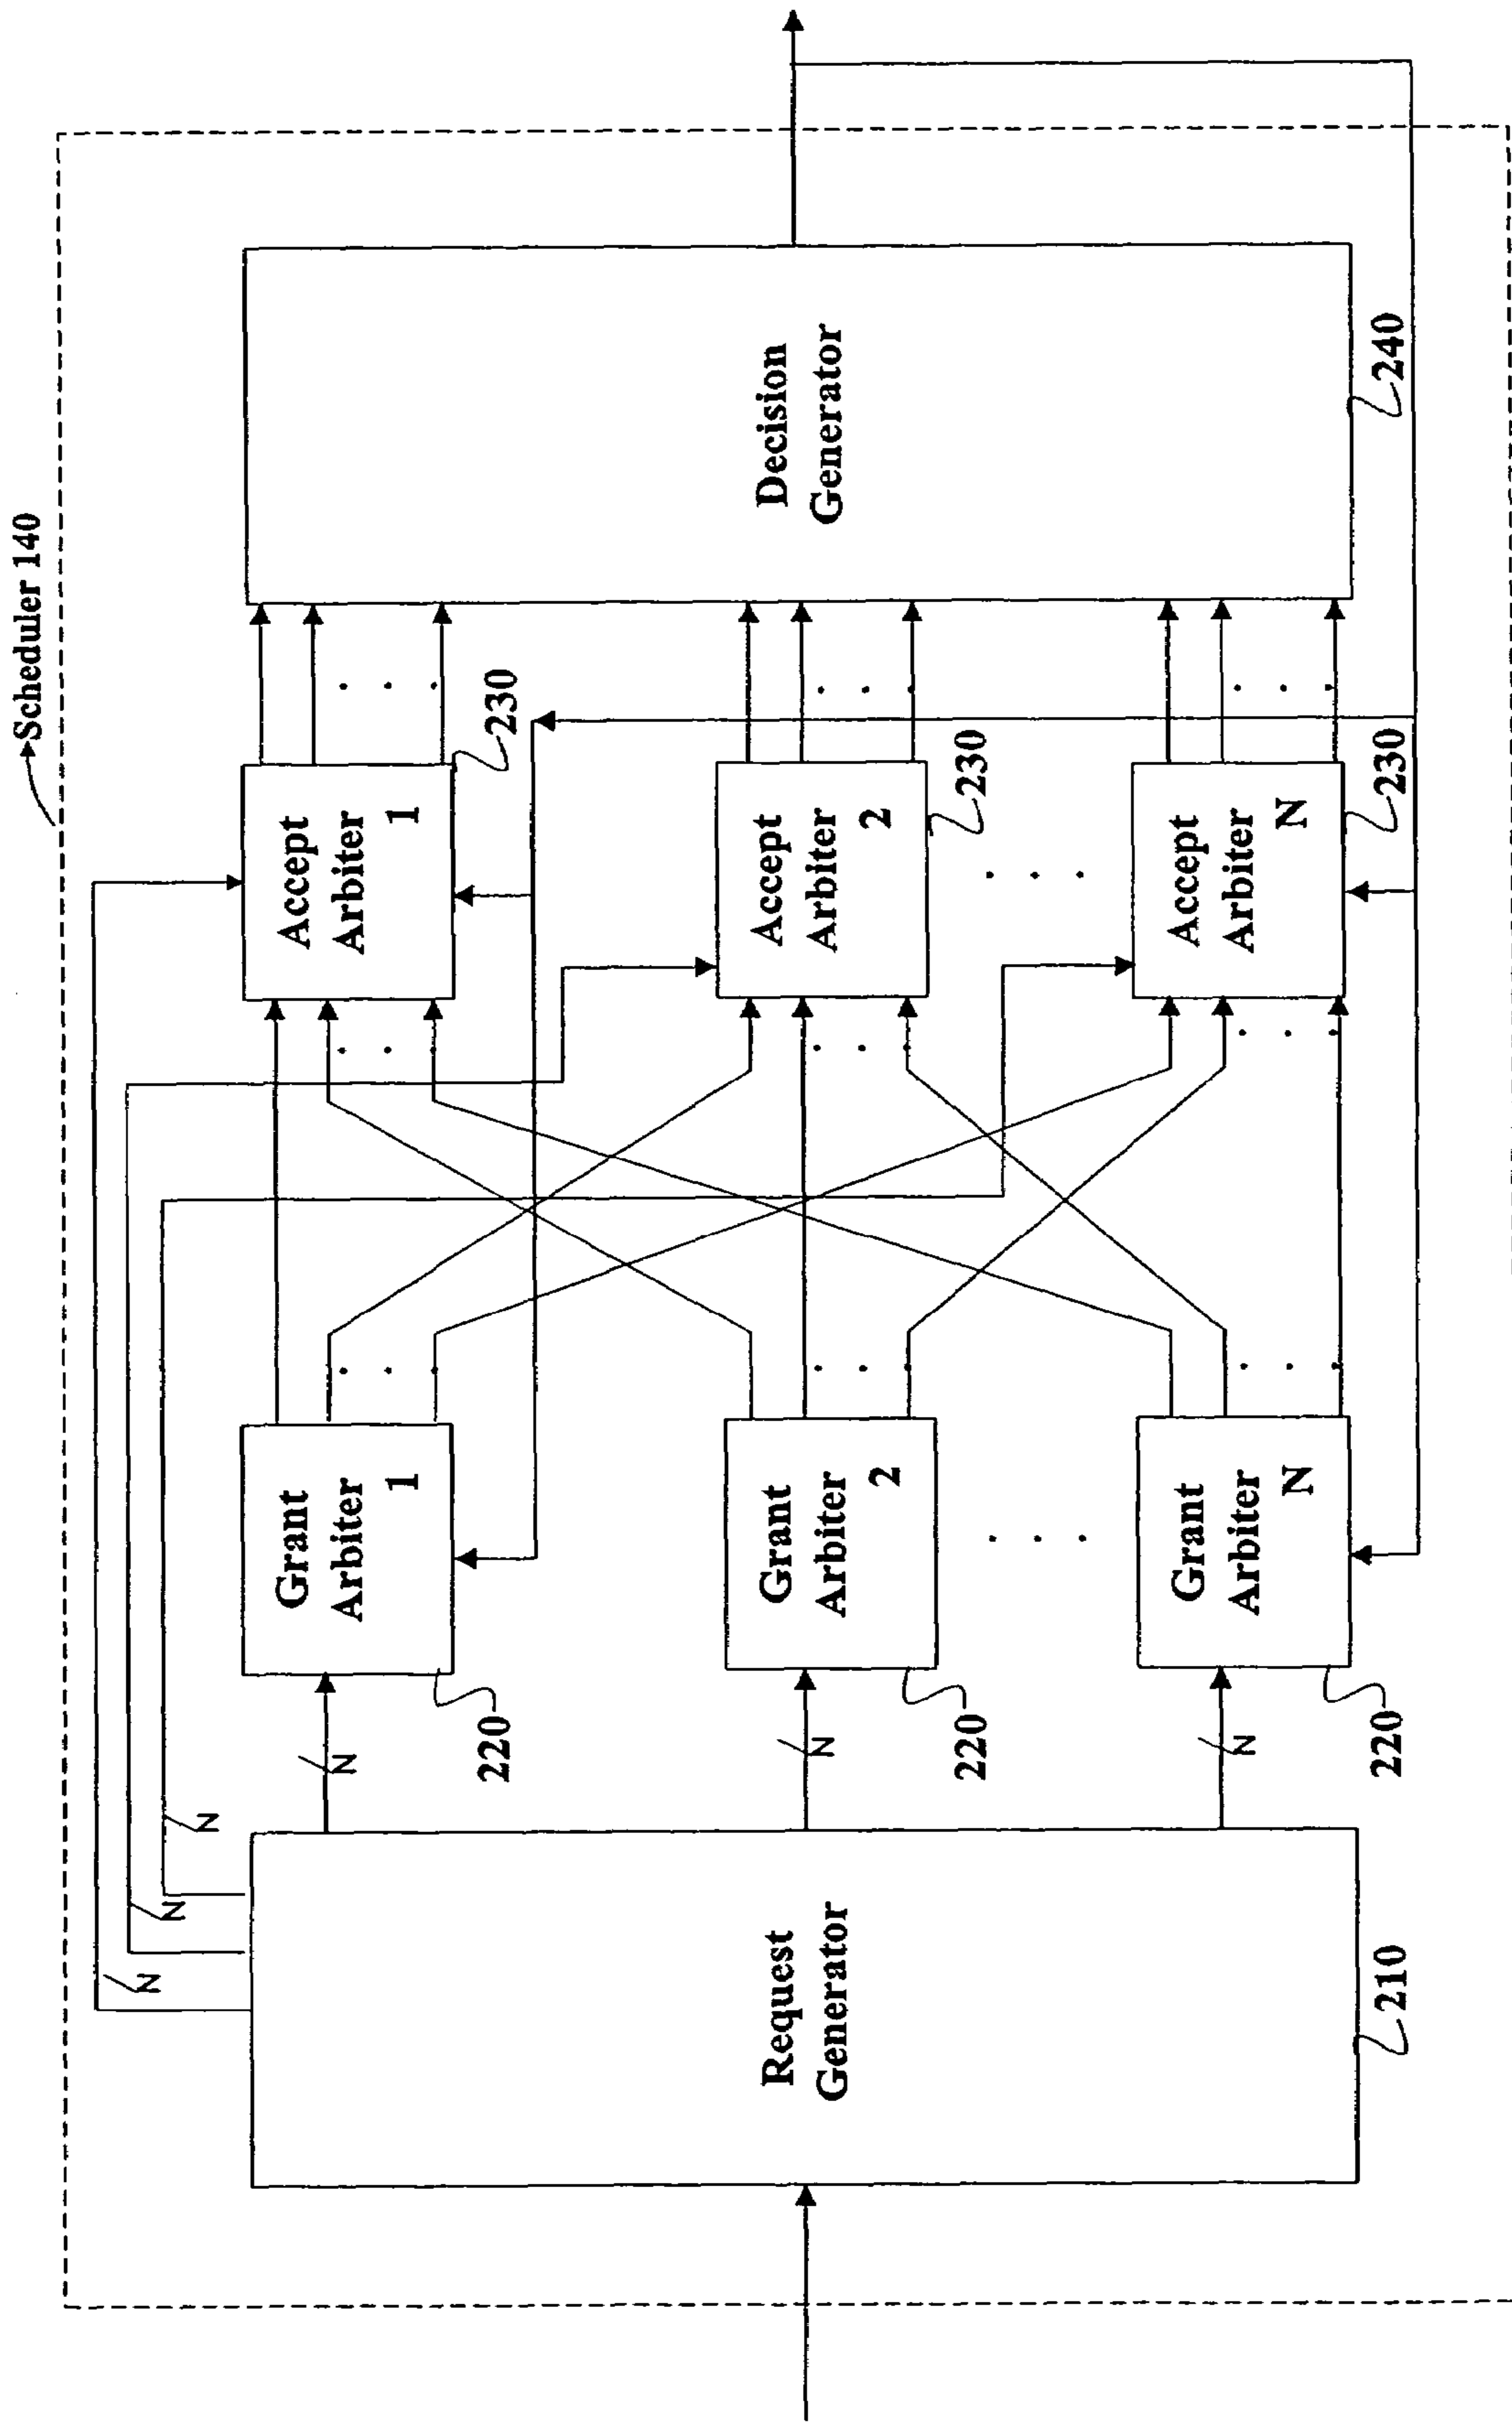 Scheduler 140
Request
Generator
210
N
N
N
N
N
N
Grant
Arbiter
1
220
Grant
Arbiter
2
220
. . .
Grant
Arbiter
N
220
Accept
Arbiter
1
230
Accept
Arbiter
2
230
. . .
Accept
Arbiter
N
230
Decision
Generator
240